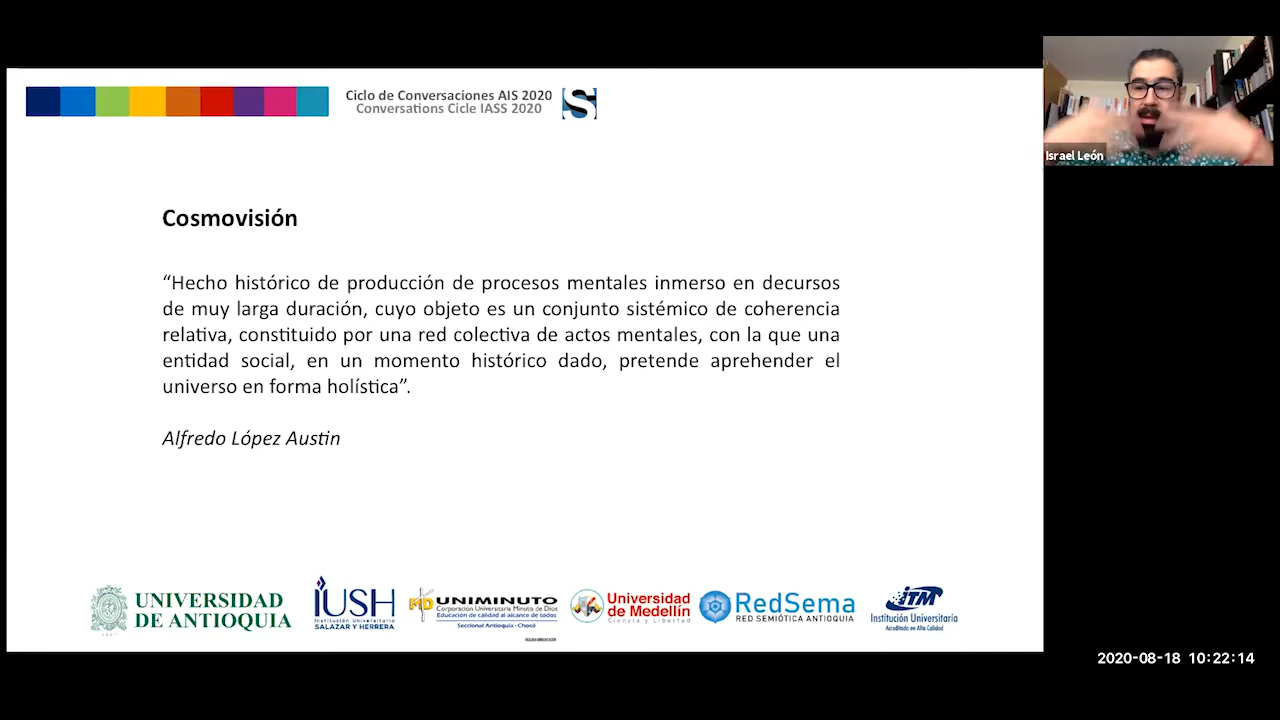 Ciclo de Conversaciones AIS 2020
Conversations Cicle IASS 2020
S
Israel León
Cosmovisión
“Hecho histórico de producción de procesos mentales inmerso en decursos
de muy larga duración, cuyo objeto es un conjunto sistémico de coherencia
relativa, constituido por una red colectiva de actos mentales, con la que una
entidad social, en un momento histórico dado, pretende aprehender el
universo en forma holística”.
Alfredo López Austin
UNIVERSIDAD
DE ANTIOQUIA
IUSH
Institución Universitaria
SALAZAR Y HERRERA
MD UNIMINUTO
Corporación Universitaria Minuto de Dios
Educación de calidad al alcance de todos
Seccional Antioquia - Chocó
Universidad
de Medellín
Ciencia y Libertad
RedSema
RED SEMIÓTICA ANTIOQUIA
ITM
Institución Universitaria
Acreditada en Alta Calidad
2020-08-18 10:22:14